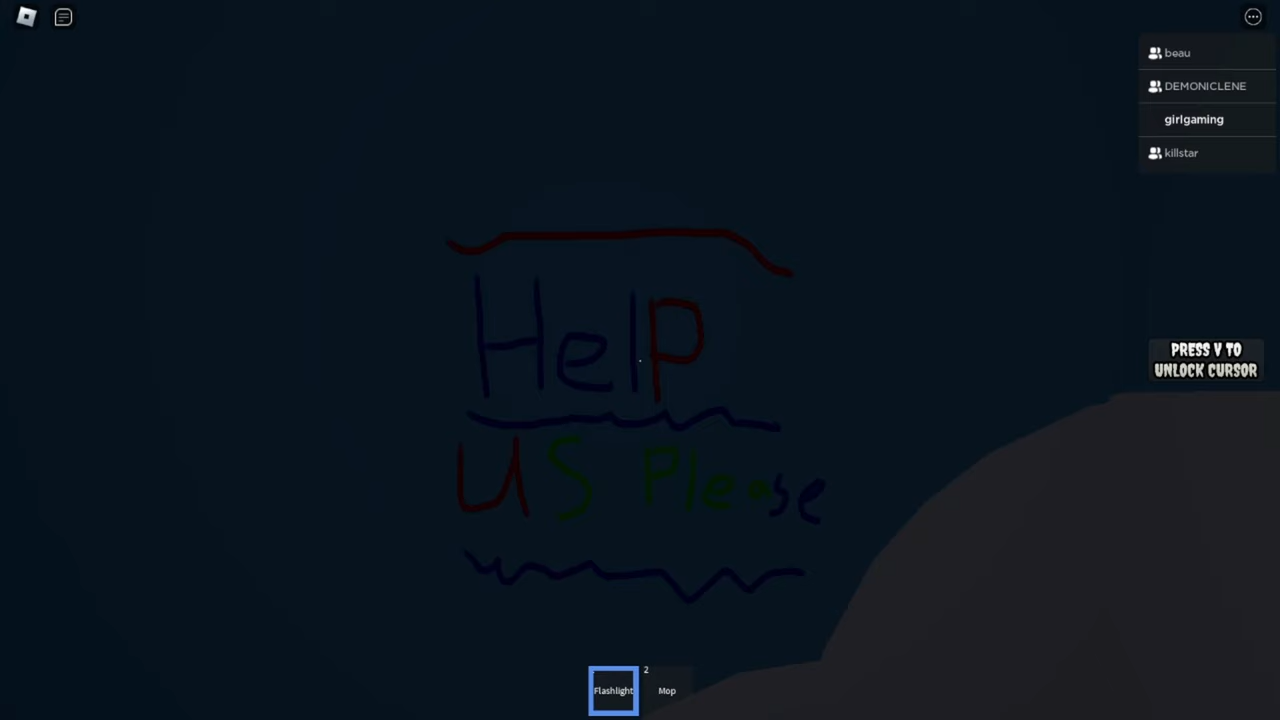 beau
DEMONICLENE
girlgaming
killstar
HelP
PRESS V TO
UNLOCK CURSOR
US Please
Flashlight
2
Mop